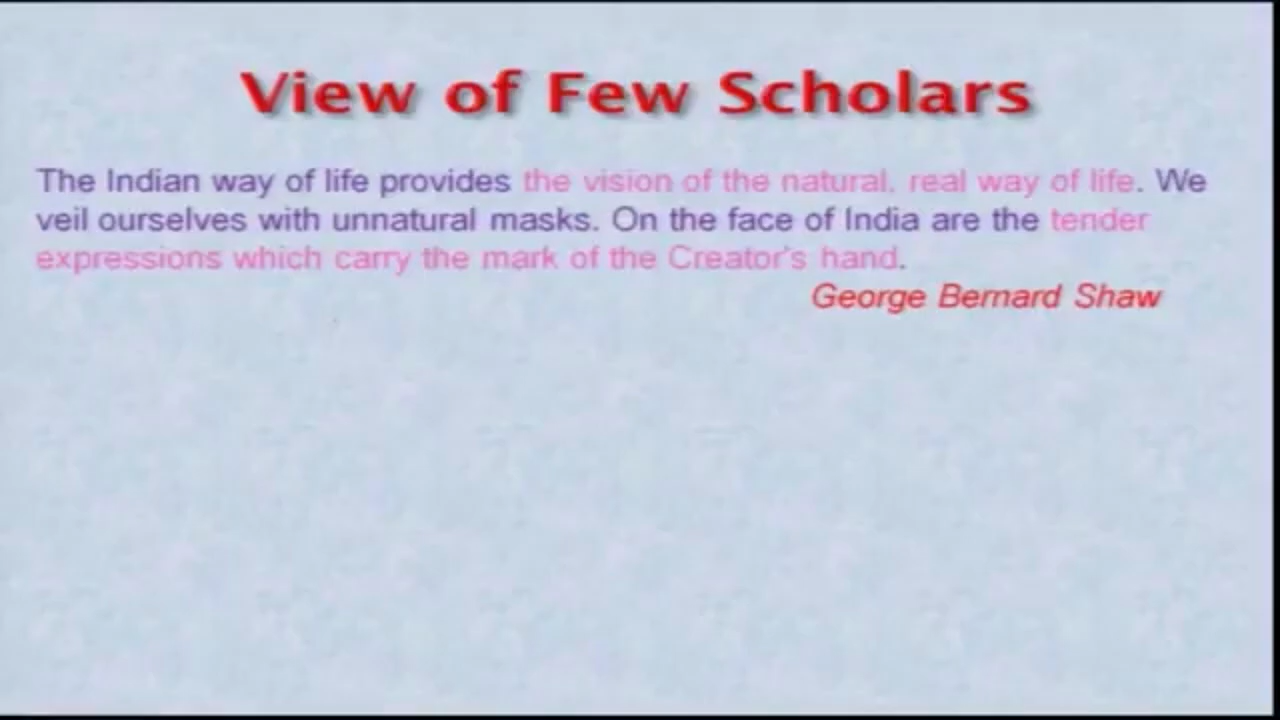 View of Few Scholars
The Indian way of life provides the vision of the natural, real way of life. We
veil ourselves with unnatural masks. On the face of India are the tender
expressions which carry the mark of the Creator's hand.
George Bernard Shaw